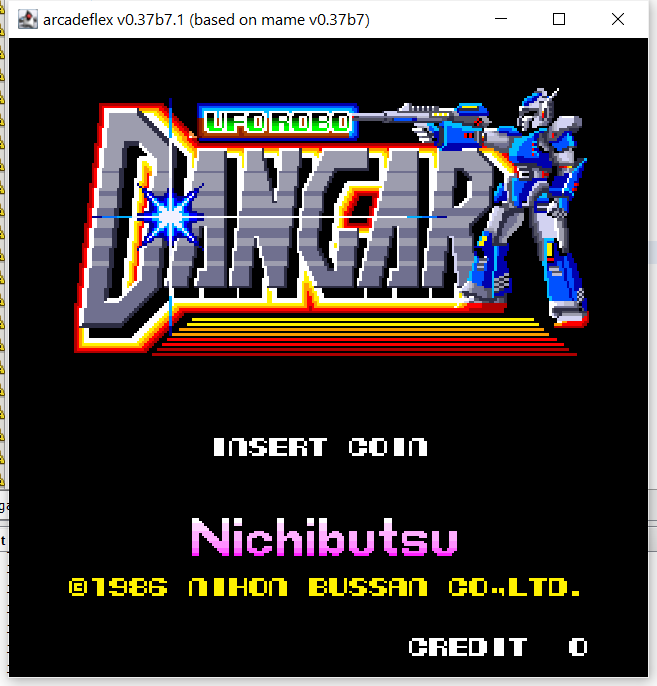 arcadeflex v0.37b7.1 (based on mame v0.37b7)
UFO ROBO
DANGAR
INSERT COIN
Nichibutsu
©1986 NIHON BUSSAN CO.,LTD.
CREDIT 0